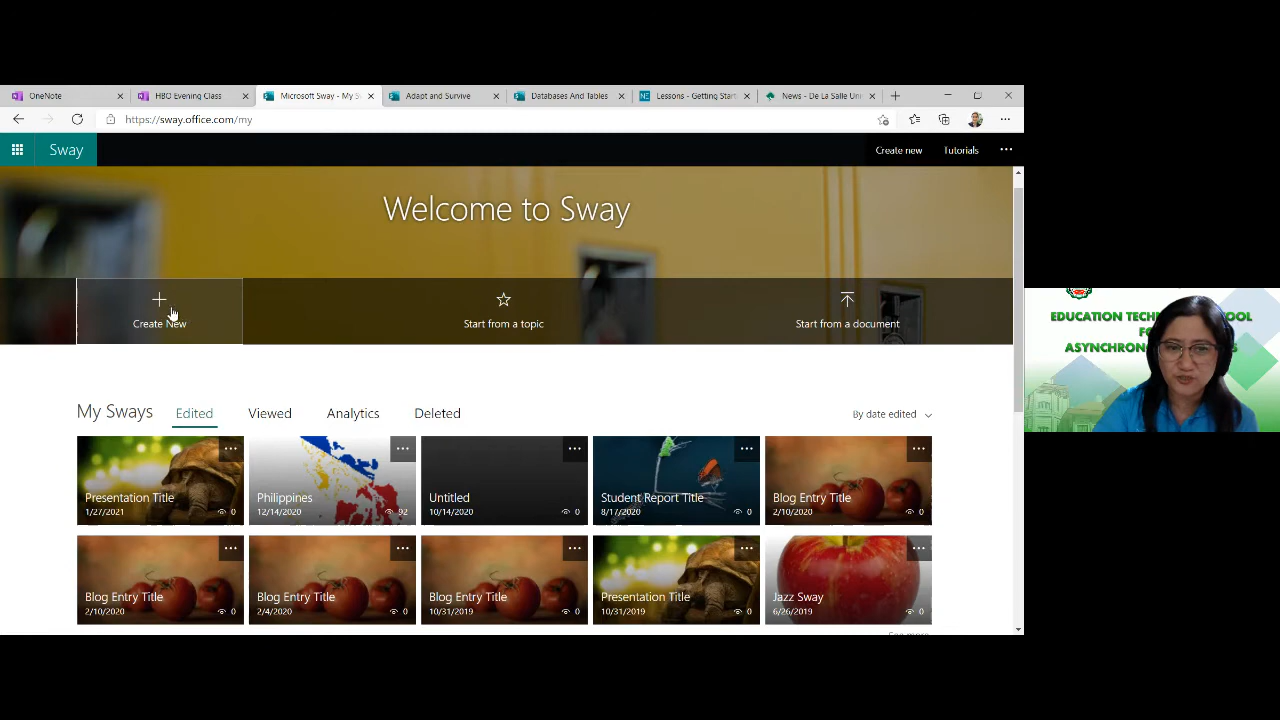 OneNote
HBO Evening Class
Microsoft Sway - My S
Adapt and Survive
Databases And Tables
Lessons - Getting Start
News - De La Salle Un
https://sway.office.com/my
Sway
Create new
Tutorials
Welcome to Sway
Create New
Start from a topic
Start from a document
EDUCATION TECH OOL
FO
ASYNCHRON S
My Sways
Edited
Viewed
Analytics
Deleted
By date edited
Presentation Title
1/27/2021
0
Philippines
12/14/2020
92
Untitled
10/14/2020
0
Student Report Title
8/17/2020
0
Blog Entry Title
2/10/2020
0
Blog Entry Title
2/10/2020
0
Blog Entry Title
2/4/2020
0
Blog Entry Title
10/31/2019
0
Presentation Title
10/31/2019
0
Jazz Sway
6/26/2019
0
See more